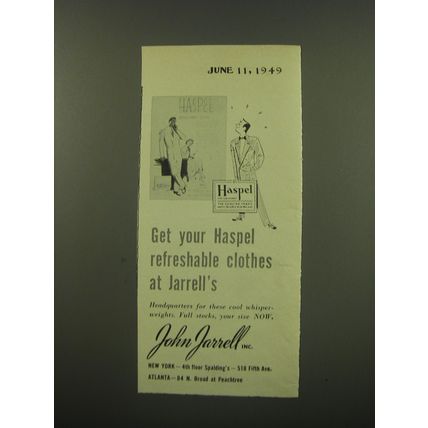 JUNE 11, 1949
HASPEL
Haspel
Get your Haspel
refreshable clothes
at Jarrell's
Headquarters for these cool whisper-
weights. Full stocks, your size NOW.
John Jarrell INC.
NEW YORK — 4th floor Spalding's — 518 Fifth Ave.
ATLANTA — 84 N. Broad at Peachtree